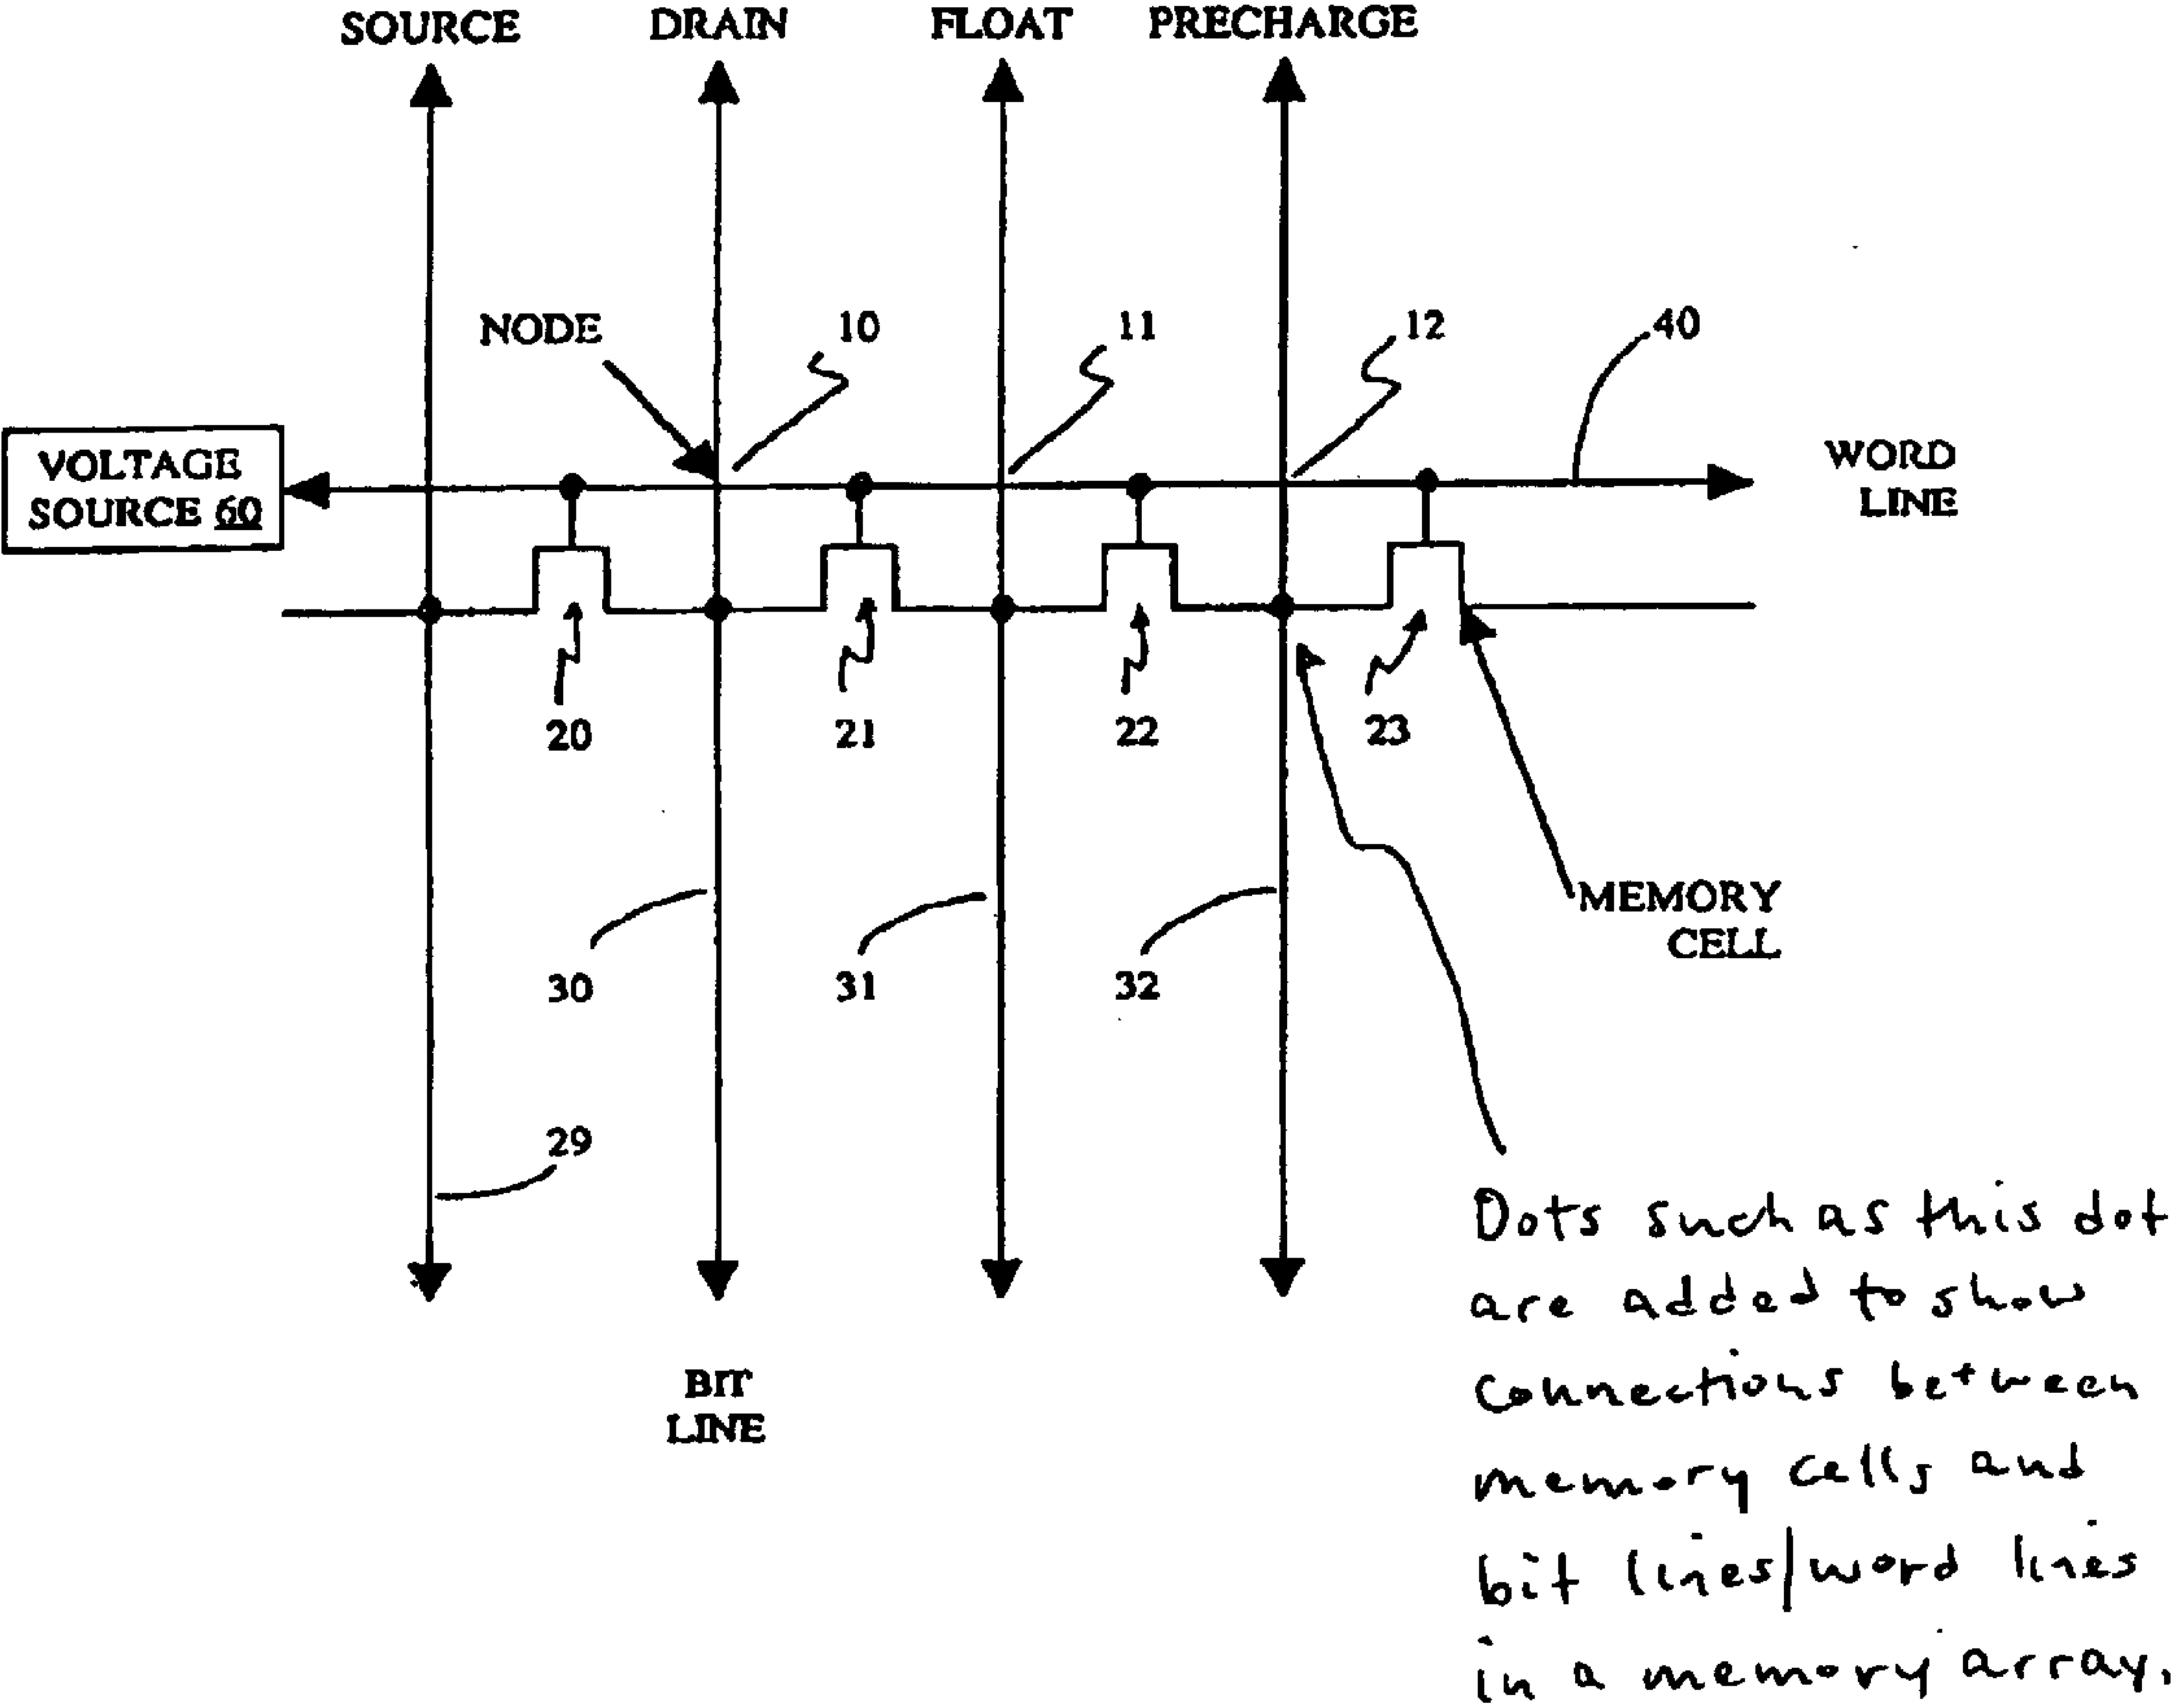 SOURCE DRAIN FLOAT PRECHARGE
NODE 10 11 12 40
VOLTAGE
SOURCE 60
WORD
LINE
20 21 22 23
MEMORY
CELL
30 31 32
29
BIT
LINE
Dots such as this dot
are added to show
connections between
memory cells and
bit lines/word lines
in a memory array.